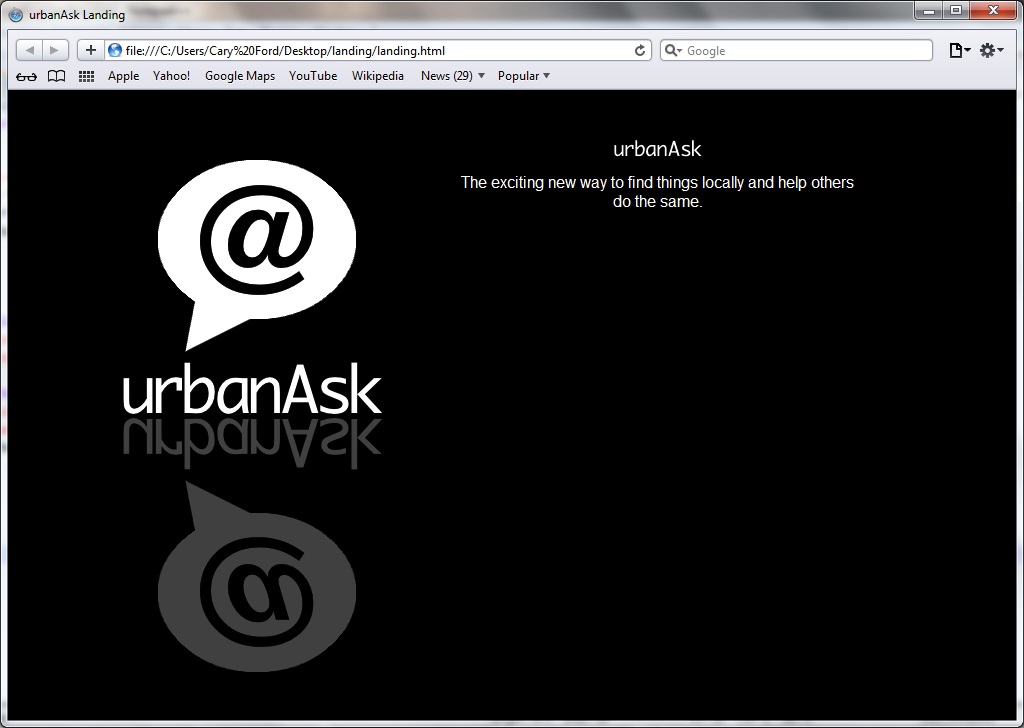 urbanAsk Landing
file:///C:/Users/Cary%20Ford/Desktop/landing/landing.html
Google
Apple Yahoo! Google Maps YouTube Wikipedia News (29) Popular
@
urbanAsk
urbanAsk
@
urbanAsk
The exciting new way to find things locally and help others
do the same.